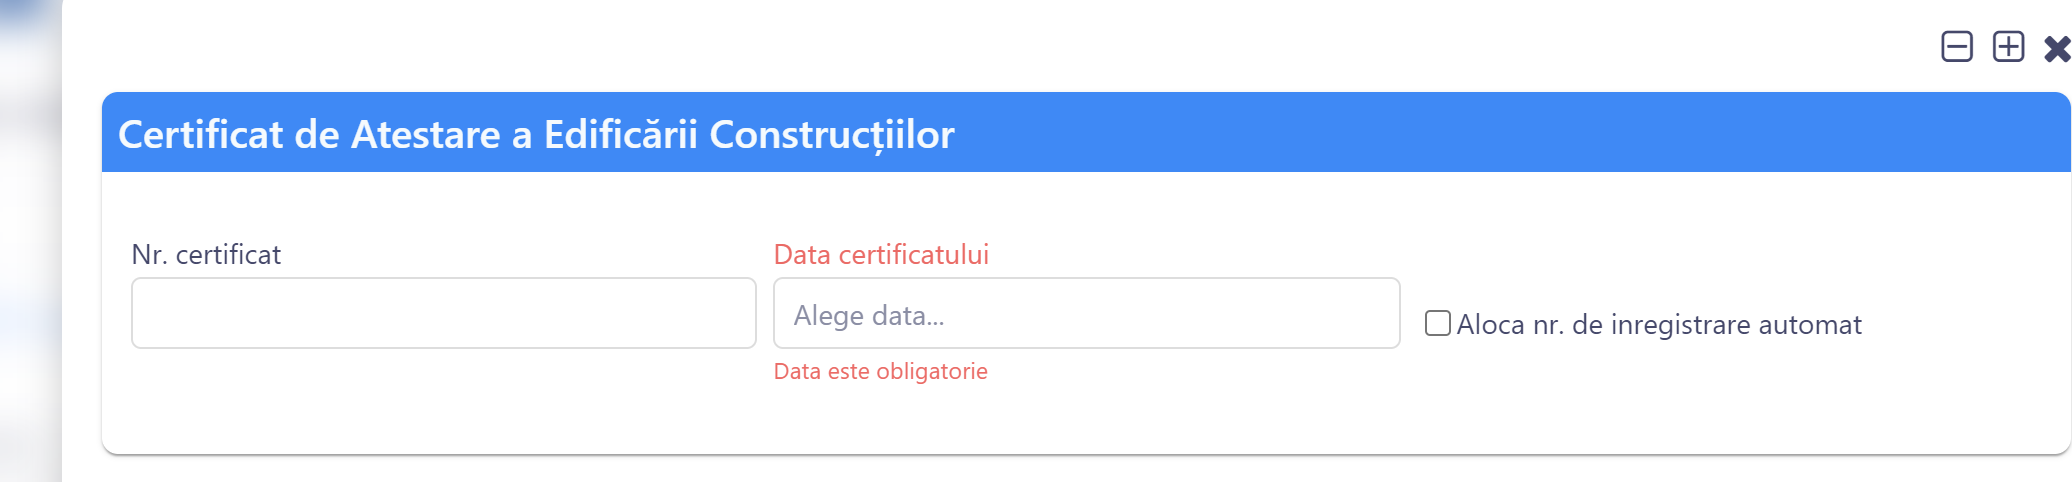 Certificat de Atestare a Edificării Construcțiilor
Nr. certificat
Data certificatului
Alege data...
Aloca nr. de inregistrare automat
Data este obligatorie